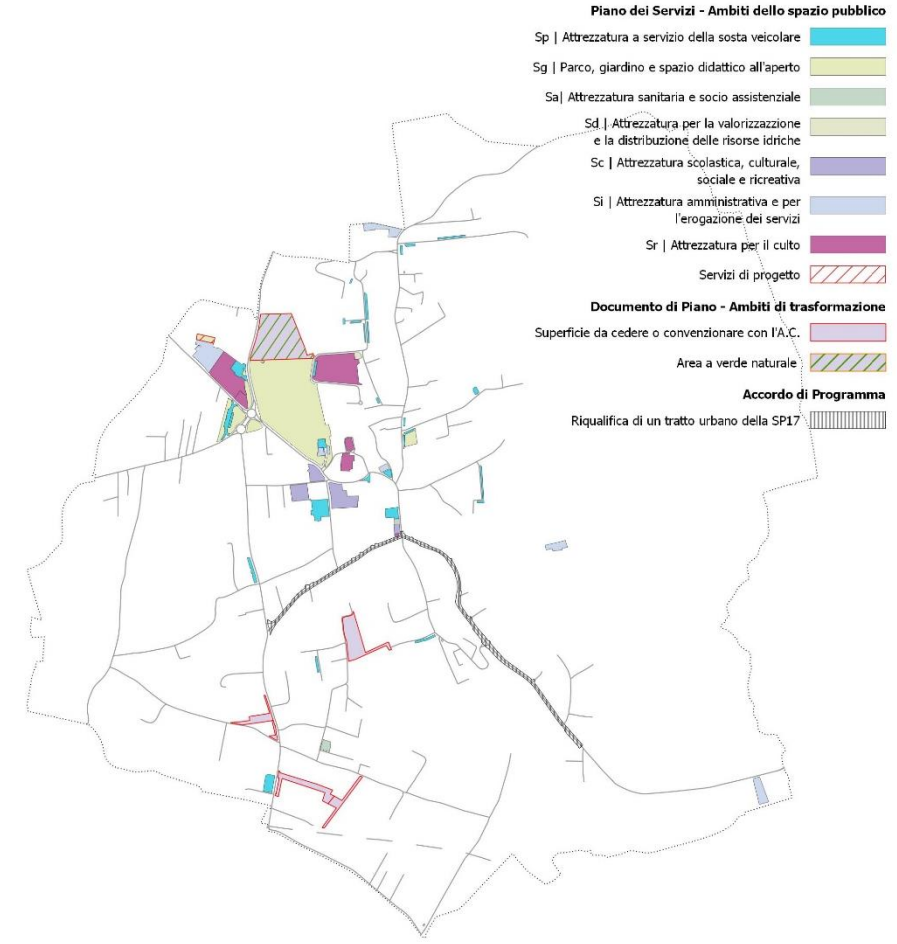 Piano dei Servizi - Ambiti dello spazio pubblico
Sp | Attrezzatura a servizio della sosta veicolare
Sg | Parco, giardino e spazio didattico all'aperto
Sa| Attrezzatura sanitaria e socio assistenziale
Sd | Attrezzatura per la valorizzazzione
e la distribuzione delle risorse idriche
Sc | Attrezzatura scolastica, culturale,
sociale e ricreativa
Si | Attrezzatura amministrativa e per
l'erogazione dei servizi
Sr | Attrezzatura per il culto
Servizi di progetto
Documento di Piano - Ambiti di trasformazione
Superficie da cedere o convenzionare con l'A.C.
Area a verde naturale
Accordo di Programma
Riqualifica di un tratto urbano della SP17